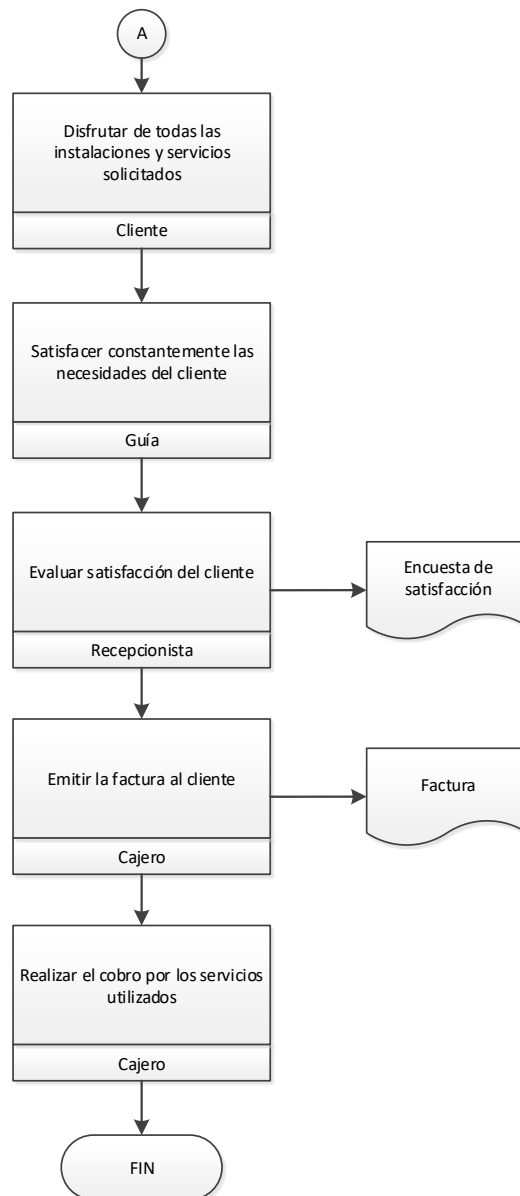 A
Disfrutar de todas las
instalaciones y servicios
solicitados
Cliente
Satisfacer constantemente las
necesidades del cliente
Guía
Evaluar satisfacción del cliente
Recepcionista
Encuesta de
satisfacción
Emitir la factura al cliente
Cajero
Factura
Realizar el cobro por los servicios
utilizados
Cajero
FIN